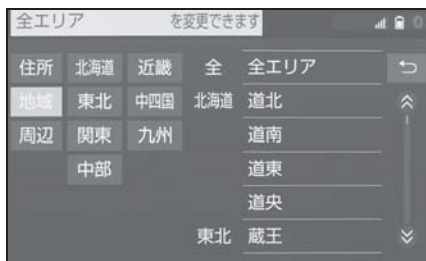 全エリア を変更できます
住所 北海道 近畿 全 全エリア
地域 東北 中四国 北海道 道北
周辺 関東 九州 道南
中部 道東
道央
東北 蔵王